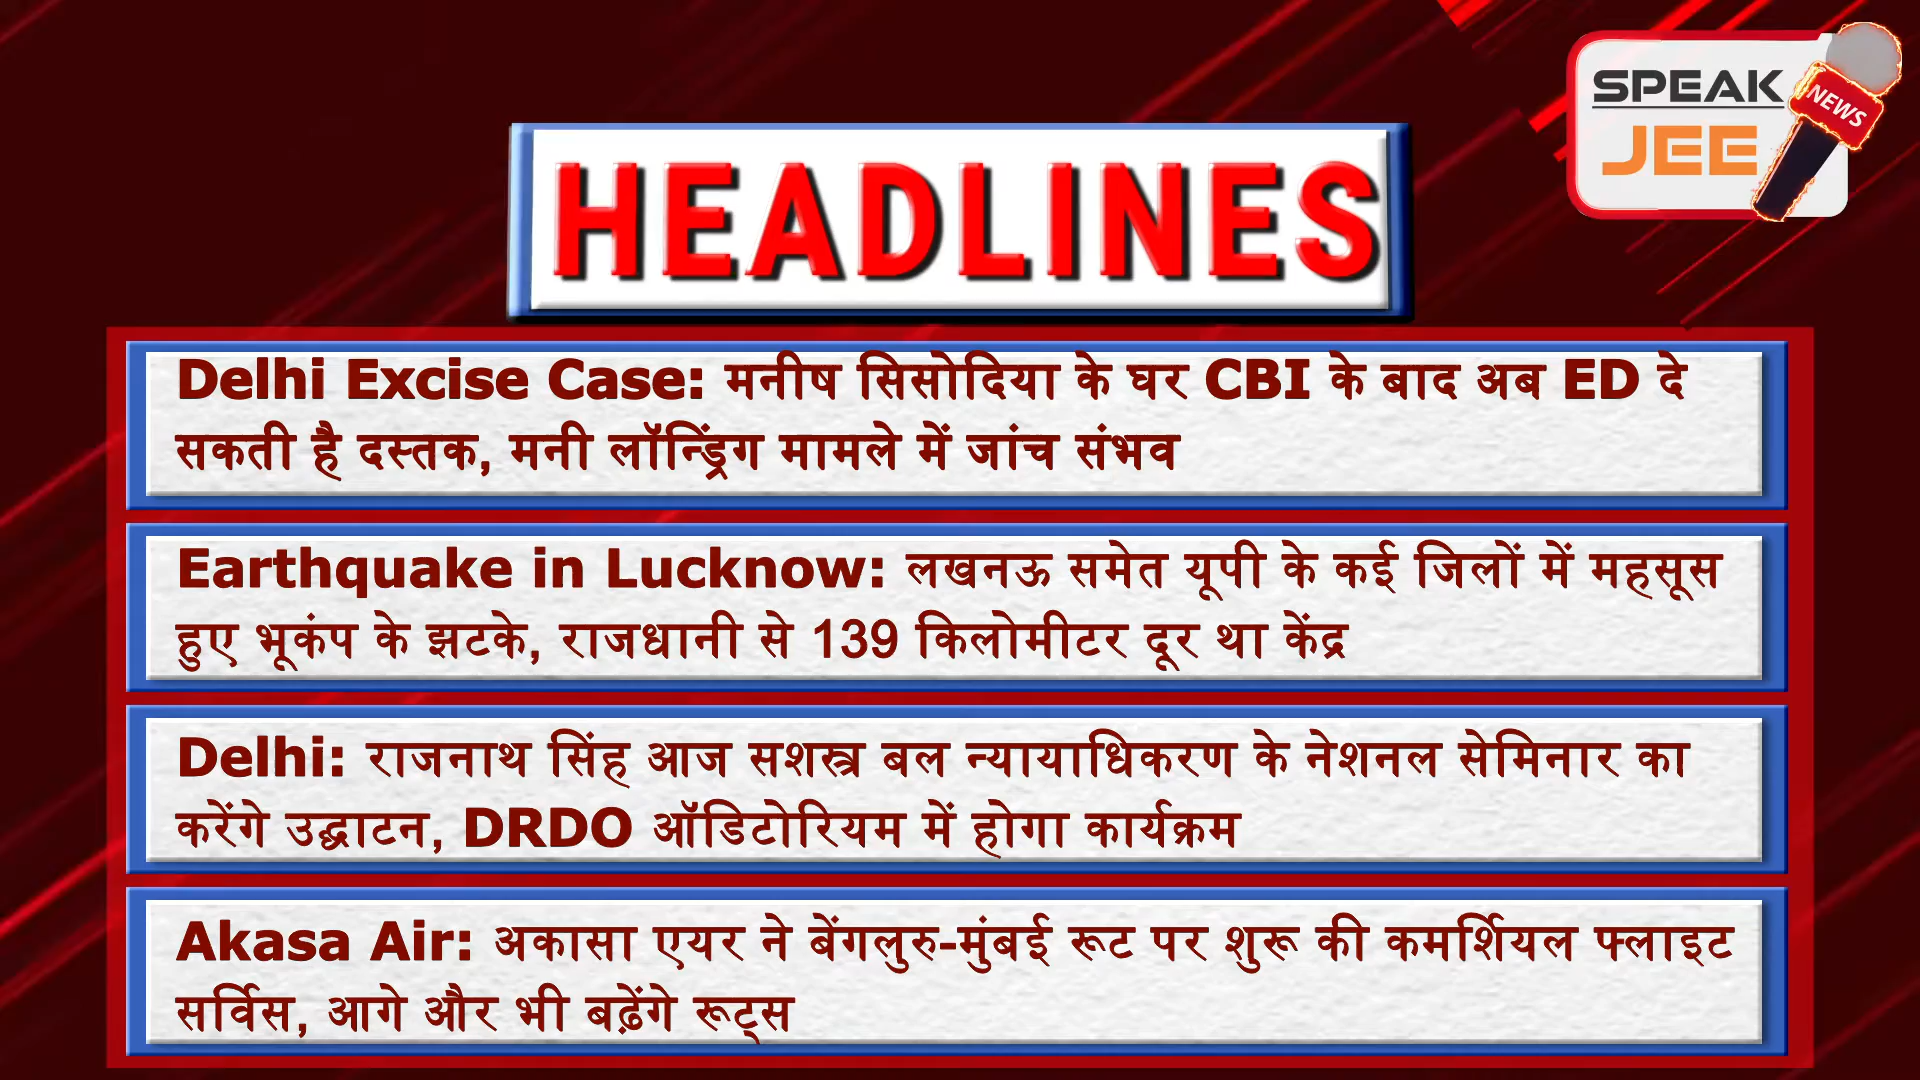 SPEAK
JEE
NEWS
HEADLINES
Delhi Excise Case: मनीष सिसोदिया के घर CBI के बाद अब ED दे
सकती है दस्तक, मनी लॉन्ड्रिंग मामले में जांच संभव
Earthquake in Lucknow: लखनऊ समेत यूपी के कई जिलों में महसूस
हुए भूकंप के झटके, राजधानी से 139 किलोमीटर दूर था केंद्र
Delhi: राजनाथ सिंह आज सशस्त्र बल न्यायाधिकरण के नेशनल सेमिनार का
करेंगे उद्घाटन, DRDO ऑडिटोरियम में होगा कार्यक्रम
Akasa Air: अकासा एयर ने बेंगलुरु-मुंबई रूट पर शुरू की कमर्शियल फ्लाइट
सर्विस, आगे और भी बढ़ेंगे रूट्स